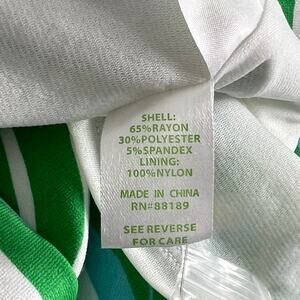 SHELL:
65%RAYON
30%POLYESTER
5%SPANDEX
LINING:
100%NYLON
MADE IN CHINA
RN#88189
SEE REVERSE
FOR CARE